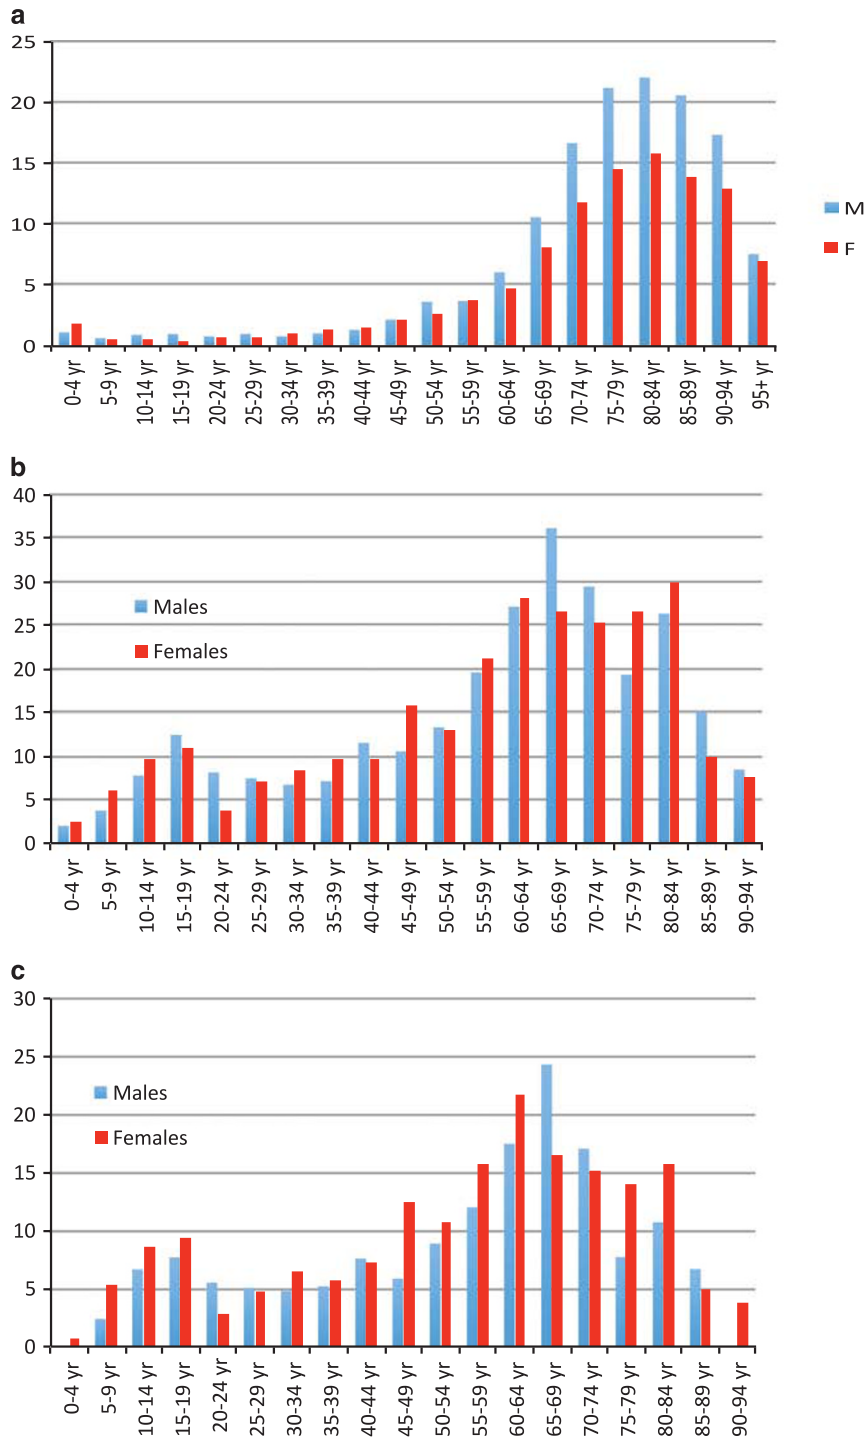 a
25
20
15
10
5
0
M
F
0-4 yr
5-9 yr
10-14 yr
15-19 yr
20-24 yr
25-29 yr
30-34 yr
35-39 yr
40-44 yr
45-49 yr
50-54 yr
55-59 yr
60-64 yr
65-69 yr
70-74 yr
75-79 yr
80-84 yr
85-89 yr
90-94 yr
95+ yr
b
40
35
30
25
20
15
10
5
0
Males
Females
0-4 yr
5-9 yr
10-14 yr
15-19 yr
20-24 yr
25-29 yr
30-34 yr
35-39 yr
40-44 yr
45-49 yr
50-54 yr
55-59 yr
60-64 yr
65-69 yr
70-74 yr
75-79 yr
80-84 yr
85-89 yr
90-94 yr
c
30
25
20
15
10
5
0
Males
Females
0-4 yr
5-9 yr
10-14 yr
15-19 yr
20-24 yr
25-29 yr
30-34 yr
35-39 yr
40-44 yr
45-49 yr
50-54 yr
55-59 yr
60-64 yr
65-69 yr
70-74 yr
75-79 yr
80-84 yr
85-89 yr
90-94 yr